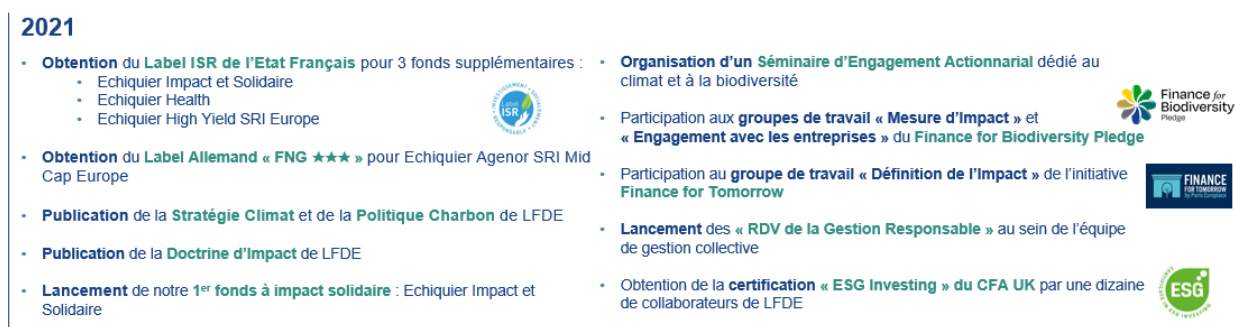 2021
• Obtention du Label ISR de l'Etat Français pour 3 fonds supplémentaires :
• Echiquier Impact et Solidaire
• Echiquier Health
• Echiquier High Yield SRI Europe
Label
ISR
• Obtention du Label Allemand « FNG ★★★ » pour Echiquier Agenor SRI Mid
Cap Europe
• Publication de la Stratégie Climat et de la Politique Charbon de LFDE
• Publication de la Doctrine d'Impact de LFDE
• Lancement de notre 1er fonds à impact solidaire : Echiquier Impact et
Solidaire
• Organisation d'un Séminaire d'Engagement Actionnarial dédié au
climat et à la biodiversité
• Participation aux groupes de travail « Mesure d'Impact » et
« Engagement avec les entreprises » du Finance for Biodiversity Pledge
Finance for
Biodiversity
Pledge
• Participation au groupe de travail « Définition de l'Impact » de l'initiative
Finance for Tomorrow
FINANCE
FOR TOMORROW
by Paris Europlace
• Lancement des « RDV de la Gestion Responsable » au sein de l'équipe
de gestion collective
• Obtention de la certification « ESG Investing » du CFA UK par une dizaine
de collaborateurs de LFDE
ESG